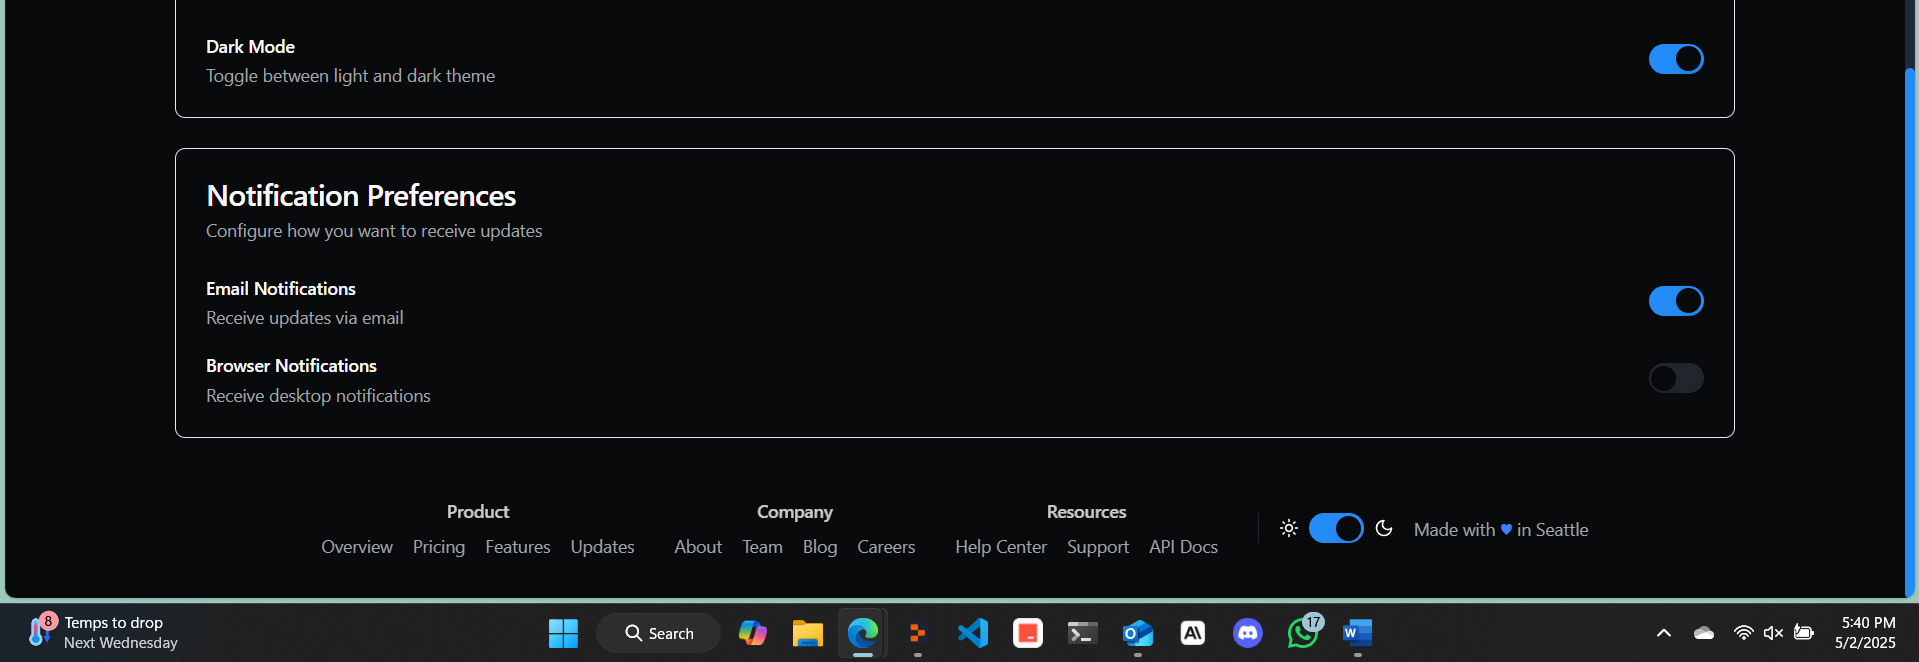 Dark Mode
Toggle between light and dark theme
Notification Preferences
Configure how you want to receive updates
Email Notifications
Receive updates via email
Browser Notifications
Receive desktop notifications
Product
Overview Pricing Features Updates
Company
About Team Blog Careers
Resources
Help Center Support API Docs
Made with in Seattle
8
Temps to drop
Next Wednesday
Search
17
5:40 PM
5/2/2025